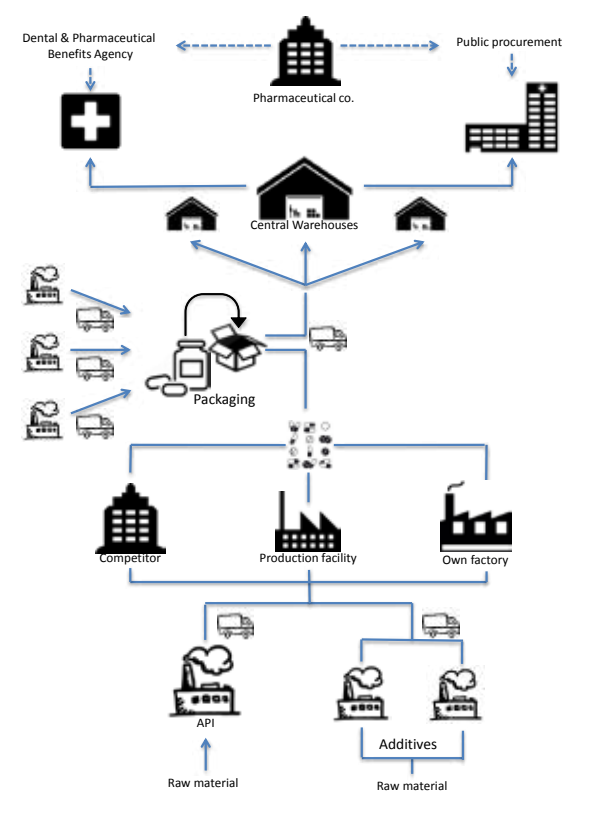 Dental & Pharmaceutical
Benefits Agency
Public procurement
Pharmaceutical co.
Central Warehouses
Packaging
Competitor
Production facility
Own factory
API
Additives
Raw material
Raw material